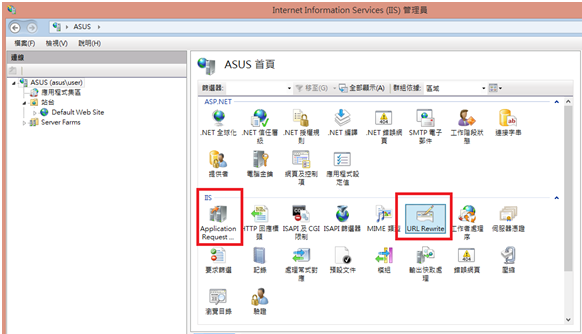 Internet Information Services (IIS) 管理員
ASUS
檔案(F) 檢視(V) 說明(H)
連線
ASUS (asus\user)
應用程式集區
站台
Default Web Site
Server Farms
ASUS 首頁
篩選器:
移至(G)
全部顯示(A)
群組依據:
區域
ASP.NET
.NET 全球化
.NET 信任層級
.NET 授權規則
.NET 編譯
.NET 錯誤網頁
SMTP 電子郵件
工作階段狀態
連接字串
提供者
電腦金鑰
網頁及控制項
應用程式設定值
IIS
Application Request ...
HTTP 回應標頭
ISAPI 及 CGI 限制
ISAPI 篩選器
MIME 類型
URL Rewrite
工作者處理序
伺服器憑證
要求篩選
記錄
處理常式對應
預設文件
模組
輸出快取處理
錯誤網頁
壓縮
瀏覽目錄
驗證